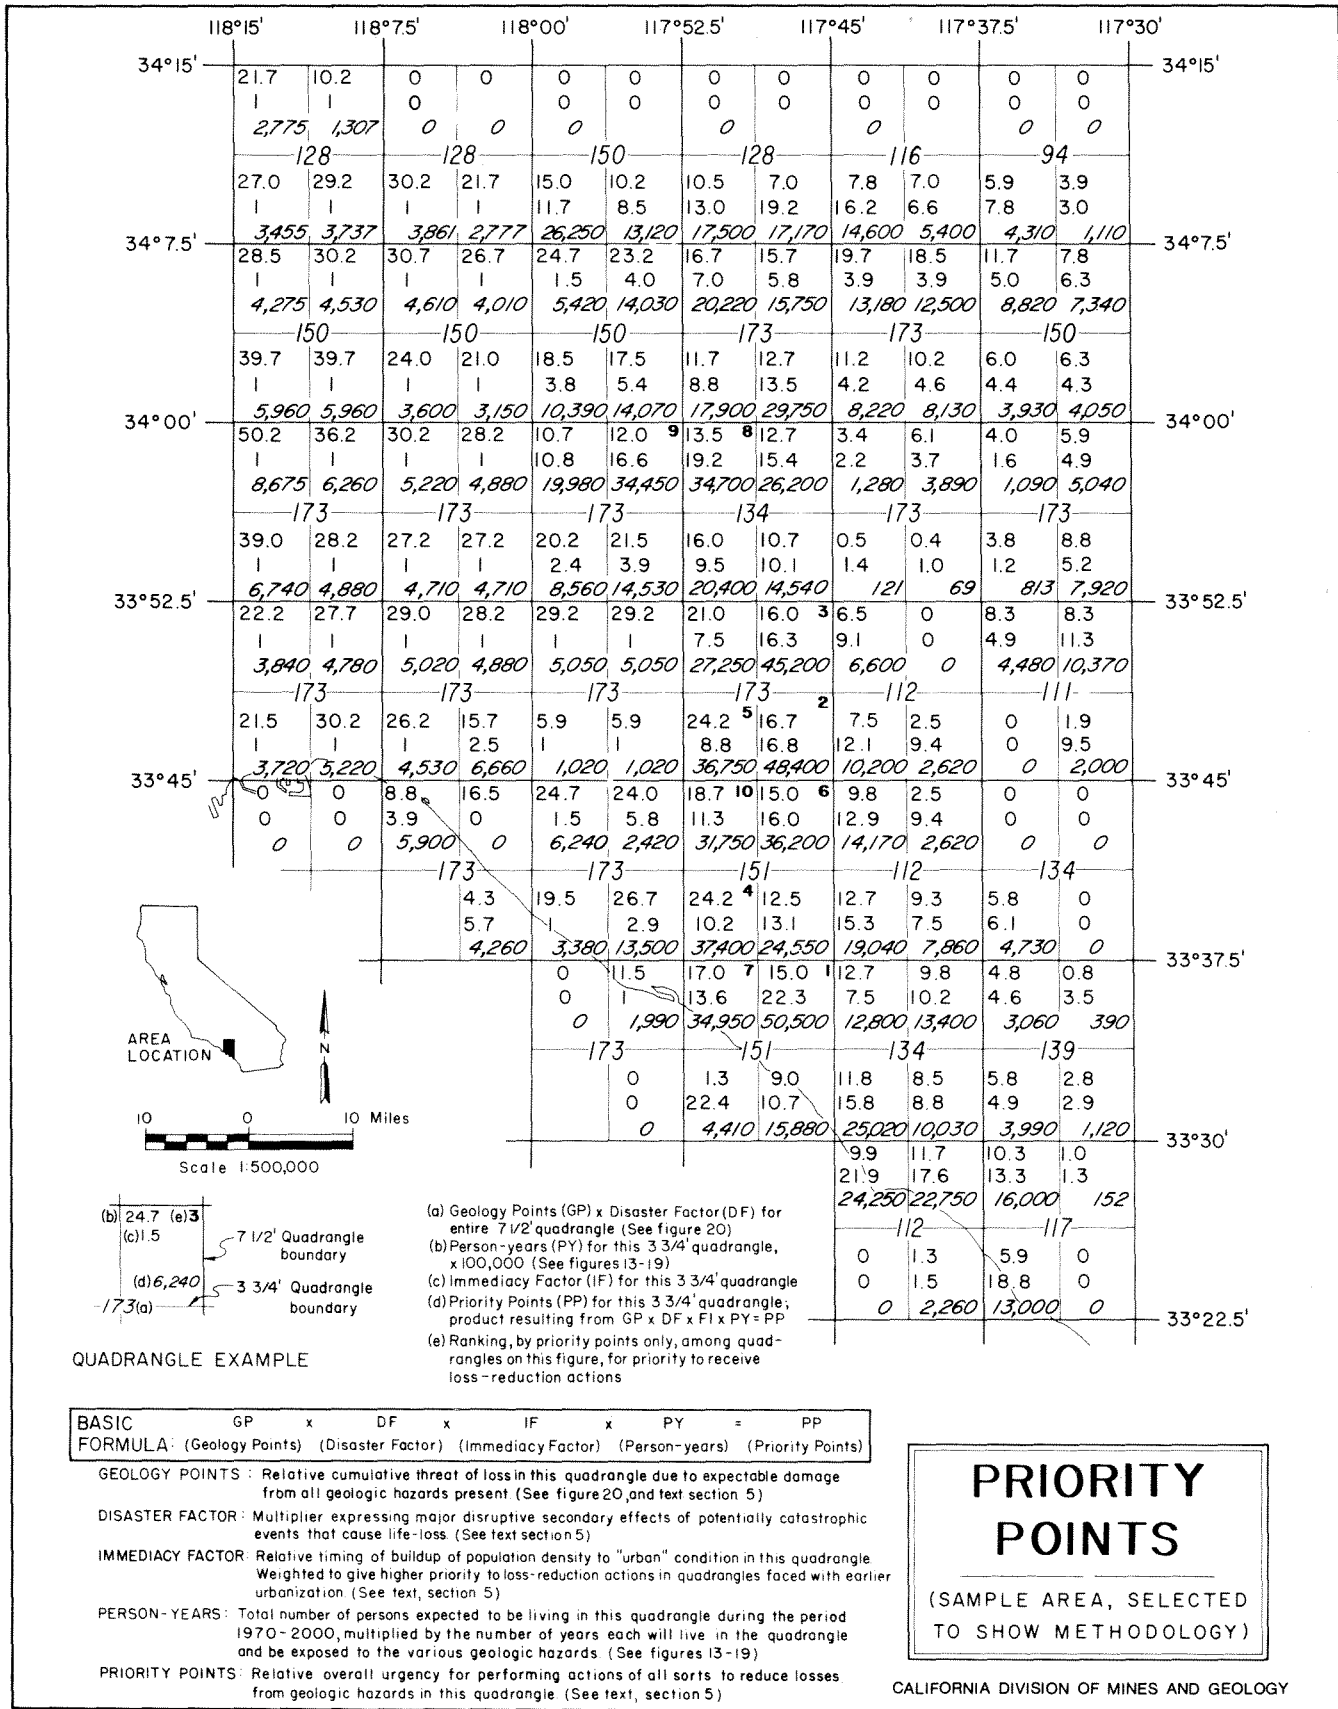 118°15' 118°7.5' 118°00' 117°52.5' 117°45' 117°37.5' 117°30'
34°15' 34°15'
21.7 10.2 0 0 0 0 0 0 0 0 0 0
1 1 0 0 0 0 0 0 0 0 0
2,775 1,307 0 0 0 0 0 0 0
128 128 150 128 116 94
27.0 29.2 30.2 21.7 15.0 10.2 10.5 7.0 7.8 7.0 5.9 3.9
1 1 1 1 11.7 8.5 13.0 19.2 16.2 6.6 7.8 3.0
3,455 3,737 3,861 2,777 26,250 13,120 17,500 17,170 14,600 5,400 4,310 1,110
34°7.5' 34°7.5'
28.5 30.2 30.7 26.7 24.7 23.2 16.7 15.7 19.7 18.5 11.7 7.8
1 1 1 1 1.5 4.0 7.0 5.8 3.9 3.9 5.0 6.3
4,275 4,530 4,610 4,010 5,420 14,030 20,220 15,750 13,180 12,500 8,820 7,340
150 150 150 173 173 150
39.7 39.7 24.0 21.0 18.5 17.5 11.7 12.7 11.2 10.2 6.0 6.3
1 1 1 1 3.8 5.4 8.8 13.5 4.2 4.6 4.4 4.3
5,960 5,960 3,600 3,150 10,390 14,070 17,900 29,750 8,220 8,130 3,930 4,050
34°00' 34°00'
50.2 36.2 30.2 28.2 10.7 12.0 9 13.5 8 12.7 3.4 6.1 4.0 5.9
1 1 1 1 10.8 16.6 19.2 15.4 2.2 3.7 1.6 4.9
8,675 6,260 5,220 4,880 19,980 34,450 34,700 26,200 1,280 3,890 1,090 5,040
173 173 173 134 173 173
39.0 28.2 27.2 27.2 20.2 21.5 16.0 10.7 0.5 0.4 3.8 8.8
1 1 1 1 2.4 3.9 9.5 10.1 1.4 1.0 1.2 5.2
6,740 4,880 4,710 4,710 8,560 14,530 20,400 14,540 121 69 813 7,920
33°52.5' 33°52.5'
22.2 27.7 29.0 28.2 29.2 29.2 21.0 16.0 3 6.5 0 8.3 8.3
1 1 1 1 1 1 7.5 16.3 9.1 0 4.9 11.3
3,840 4,780 5,020 4,880 5,050 5,050 27,250 45,200 6,600 0 4,480 10,370
173 173 173 173 112 111
21.5 30.2 26.2 15.7 5.9 5.9 24.2 5 16.7 2 7.5 2.5 0 1.9
1 1 1 2.5 1 1 8.8 16.8 12.1 9.4 0 9.5
3,720 5,220 4,530 6,660 1,020 1,020 36,750 48,400 10,200 2,620 0 2,000
33°45' 33°45'
0 0 8.8 16.5 24.7 24.0 18.7 10 15.0 6 9.8 2.5 0 0
0 0 3.9 0 1.5 5.8 11.3 16.0 12.9 9.4 0 0
0 0 5,900 0 6,240 2,420 31,750 36,200 14,170 2,620 0 0
173 173 151 112 134
4.3 19.5 26.7 24.2 4 12.5 12.7 9.3 5.8 0
5.7 1 2.9 10.2 13.1 15.3 7.5 6.1 0
4,260 3,380 13,500 37,400 24,550 19,040 7,860 4,730 0
33°37.5'
0 11.5 17.0 7 15.0 1 12.7 9.8 4.8 0.8
0 1 13.6 22.3 7.5 10.2 4.6 3.5
0 1,990 34,950 50,500 12,800 13,400 3,060 390
173 151 134 139
0 1.3 9.0 11.8 8.5 5.8 2.8
0 22.4 10.7 15.8 8.8 4.9 2.9
0 4,410 15,880 25,020 10,030 3,990 1,120
33°30'
9.9 11.7 10.3 1.0
21.9 17.6 13.3 1.3
24,250 22,750 16,000 152
112 117
0 1.3 5.9 0
0 1.5 18.8 0
0 2,260 13,000 0
33°22.5'
AREA
LOCATION
N
10 0 10 Miles
Scale 1:500,000
(b) 24.7 (e) 3
(c) 1.5
7 1/2' Quadrangle
boundary
(d) 6,240
3 3/4' Quadrangle
boundary
173(a)
QUADRANGLE EXAMPLE
(a) Geology Points (GP) x Disaster Factor (DF) for
entire 7 1/2' quadrangle (See figure 20)
(b) Person-years (PY) for this 3 3/4' quadrangle,
x 100,000 (See figures 13-19)
(c) Immediacy Factor (IF) for this 3 3/4' quadrangle
(d) Priority Points (PP) for this 3 3/4' quadrangle;
product resulting from GP x DF x FI x PY = PP
(e) Ranking, by priority points only, among quad-
rangles on this figure, for priority to receive
loss-reduction actions
BASIC GP x DF x IF x PY = PP
FORMULA: (Geology Points) (Disaster Factor) (Immediacy Factor) (Person-years) (Priority Points)
GEOLOGY POINTS : Relative cumulative threat of loss in this quadrangle due to expectable damage
from all geologic hazards present. (See figure 20, and text section 5)
DISASTER FACTOR: Multiplier expressing major disruptive secondary effects of potentially catastrophic
events that cause life-loss. (See text section 5)
IMMEDIACY FACTOR: Relative timing of buildup of population density to "urban" condition in this quadrangle.
Weighted to give higher priority to loss-reduction actions in quadrangles faced with earlier
urbanization. (See text, section 5)
PERSON-YEARS: Total number of persons expected to be living in this quadrangle during the period
1970-2000, multiplied by the number of years each will live in the quadrangle
and be exposed to the various geologic hazards. (See figures 13-19)
PRIORITY POINTS: Relative overall urgency for performing actions of all sorts to reduce losses
from geologic hazards in this quadrangle. (See text, section 5)
PRIORITY
POINTS
(SAMPLE AREA, SELECTED
TO SHOW METHODOLOGY)
CALIFORNIA DIVISION OF MINES AND GEOLOGY